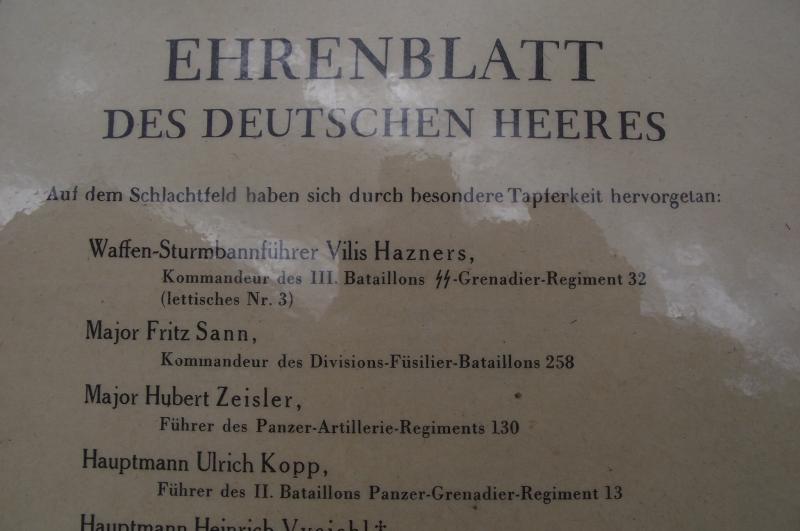 EHRENBLATT
DES DEUTSCHEN HEERES
Auf dem Schlachtfeld haben sich durch besondere Tapferkeit hervorgetan:
Waffen-Sturmbannführer Vilis Hazners,
Kommandeur des III. Bataillons ᛋᛋ-Grenadier-Regiment 32
(lettisches Nr. 3)
Major Fritz Sann,
Kommandeur des Divisions-Füsilier-Bataillons 258
Major Hubert Zeisler,
Führer des Panzer-Artillerie-Regiments 130
Hauptmann Ulrich Kopp,
Führer des II. Bataillons Panzer-Grenadier-Regiment 13
Hauptmann Heinrich